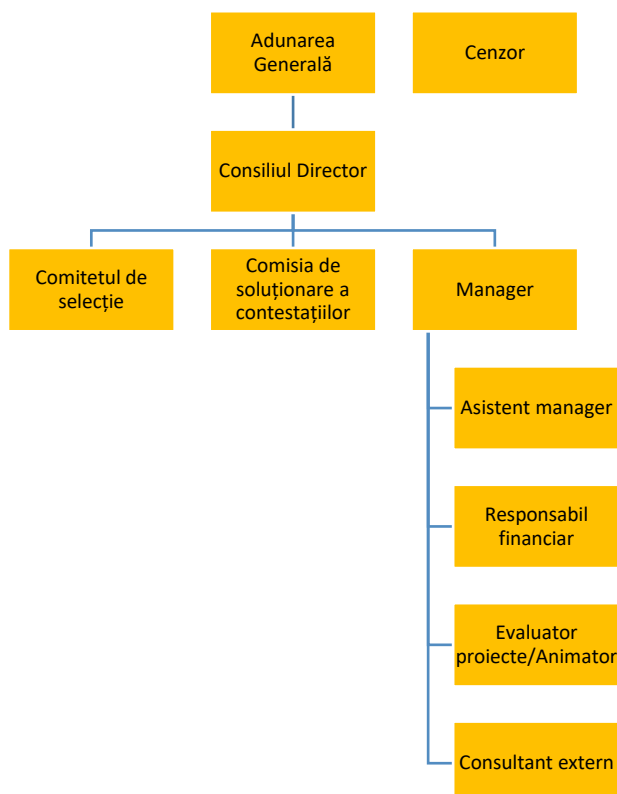 Adunarea
Generală
Cenzor
Consiliul Director
Comitetul de
selecție
Comisia de
soluționare a
contestațiilor
Manager
Asistent manager
Responsabil
financiar
Evaluator
proiecte/Animator
Consultant extern